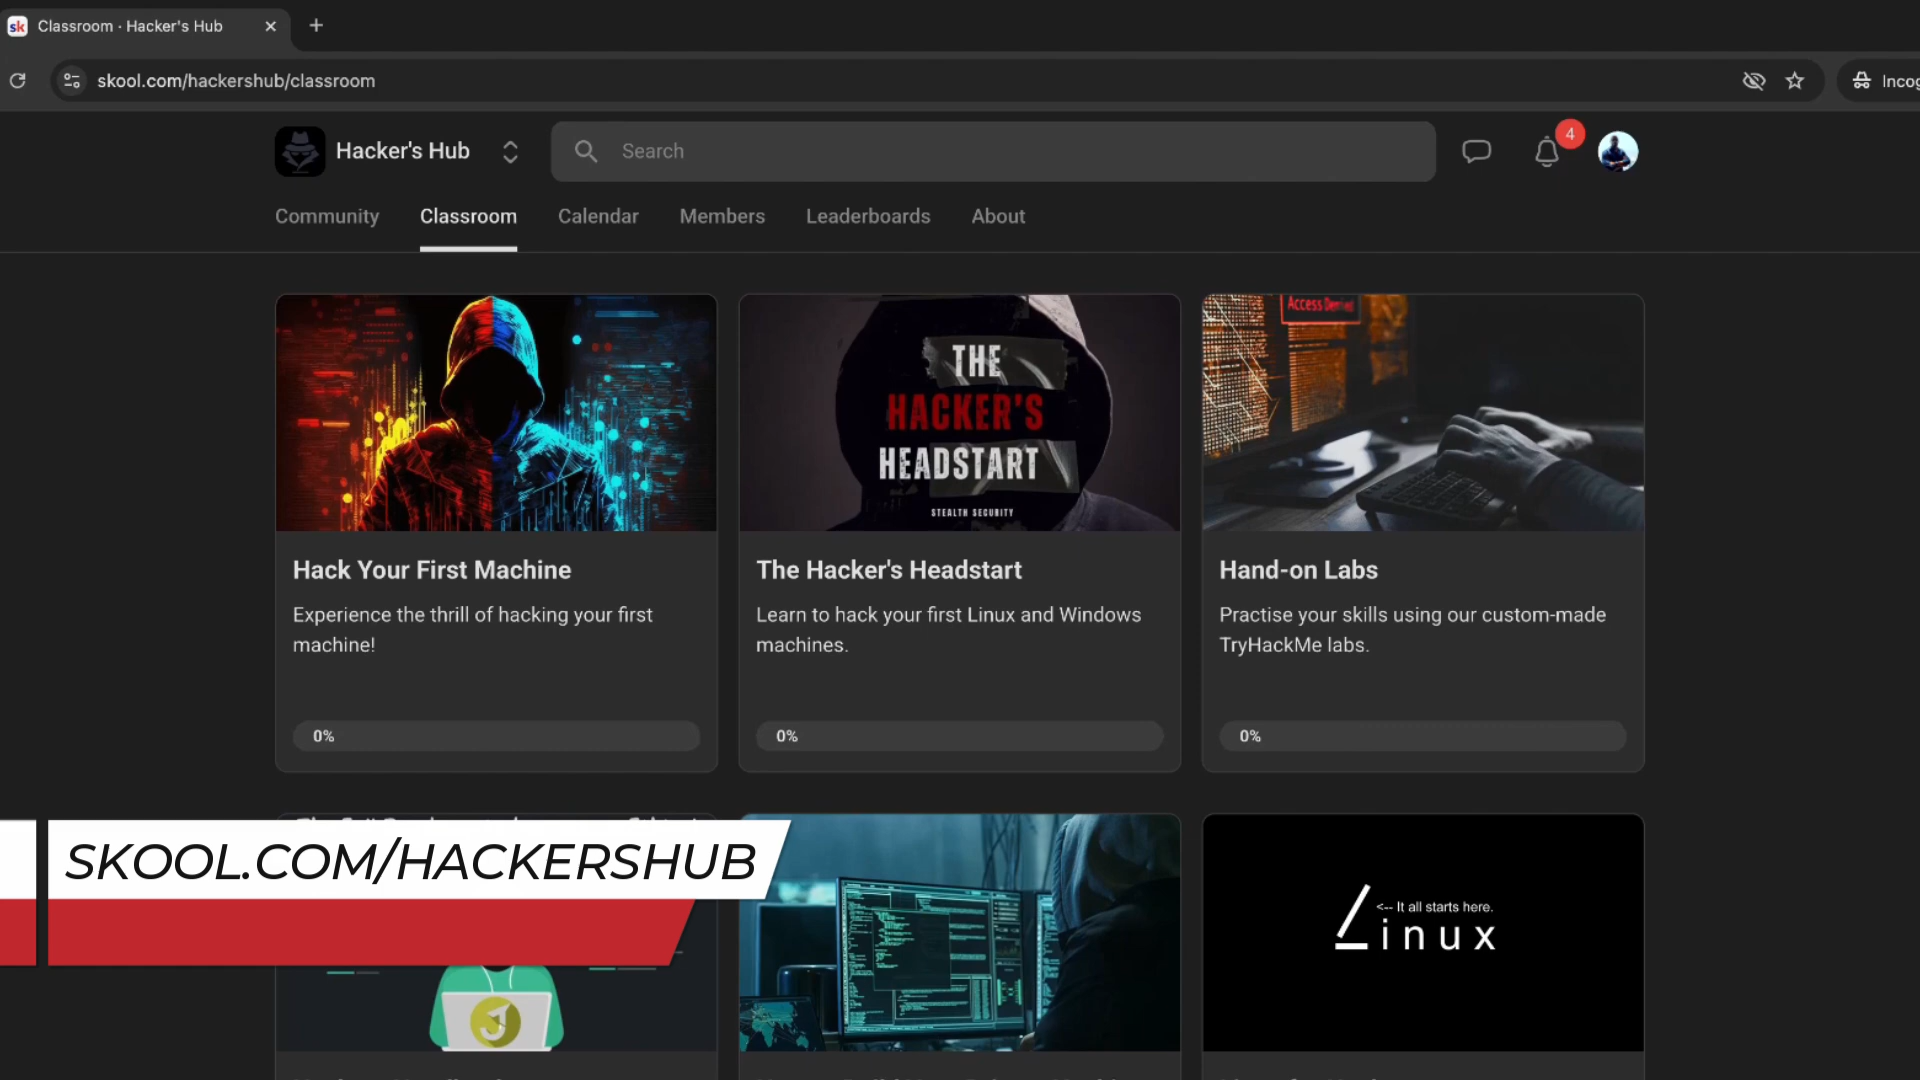 sk Classroom · Hacker's Hub
skool.com/hackershub/classroom
Hacker's Hub
Search
4
Community Classroom Calendar Members Leaderboards About
Access Denied
THE
HACKER'S
HEADSTART
STEALTH SECURITY
Hack Your First Machine
Experience the thrill of hacking your first
machine!
0%
The Hacker's Headstart
Learn to hack your first Linux and Windows
machines.
0%
Hand-on Labs
Practise your skills using our custom-made
TryHackMe labs.
0%
SKOOL.COM/HACKERSHUB
<-- It all starts here.
Linux